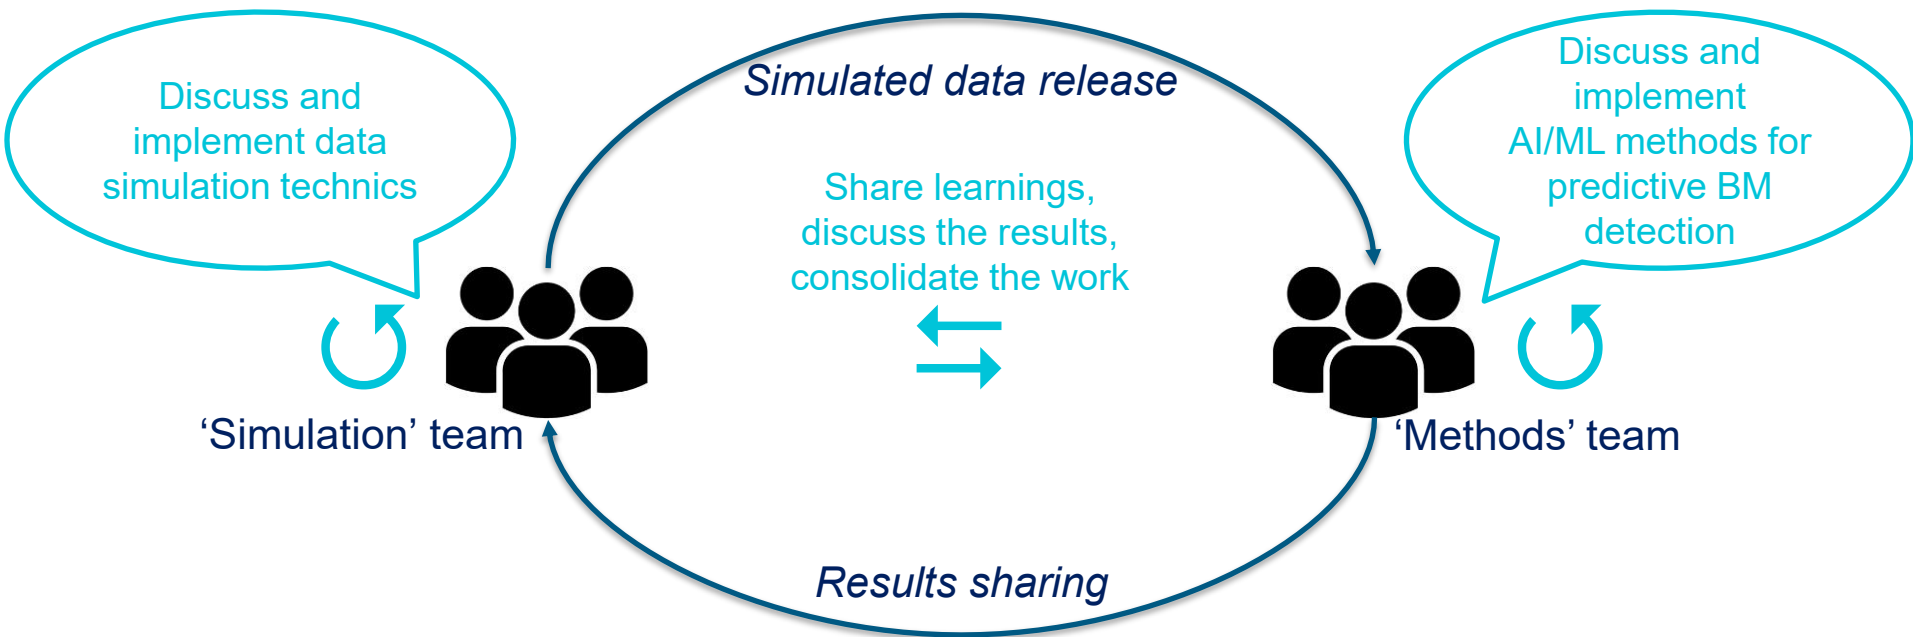 Discuss and
implement data
simulation technics
Simulated data release
Discuss and
implement
AI/ML methods for
predictive BM
detection
Share learnings,
discuss the results,
consolidate the work
‘Simulation’ team
‘Methods’ team
Results sharing